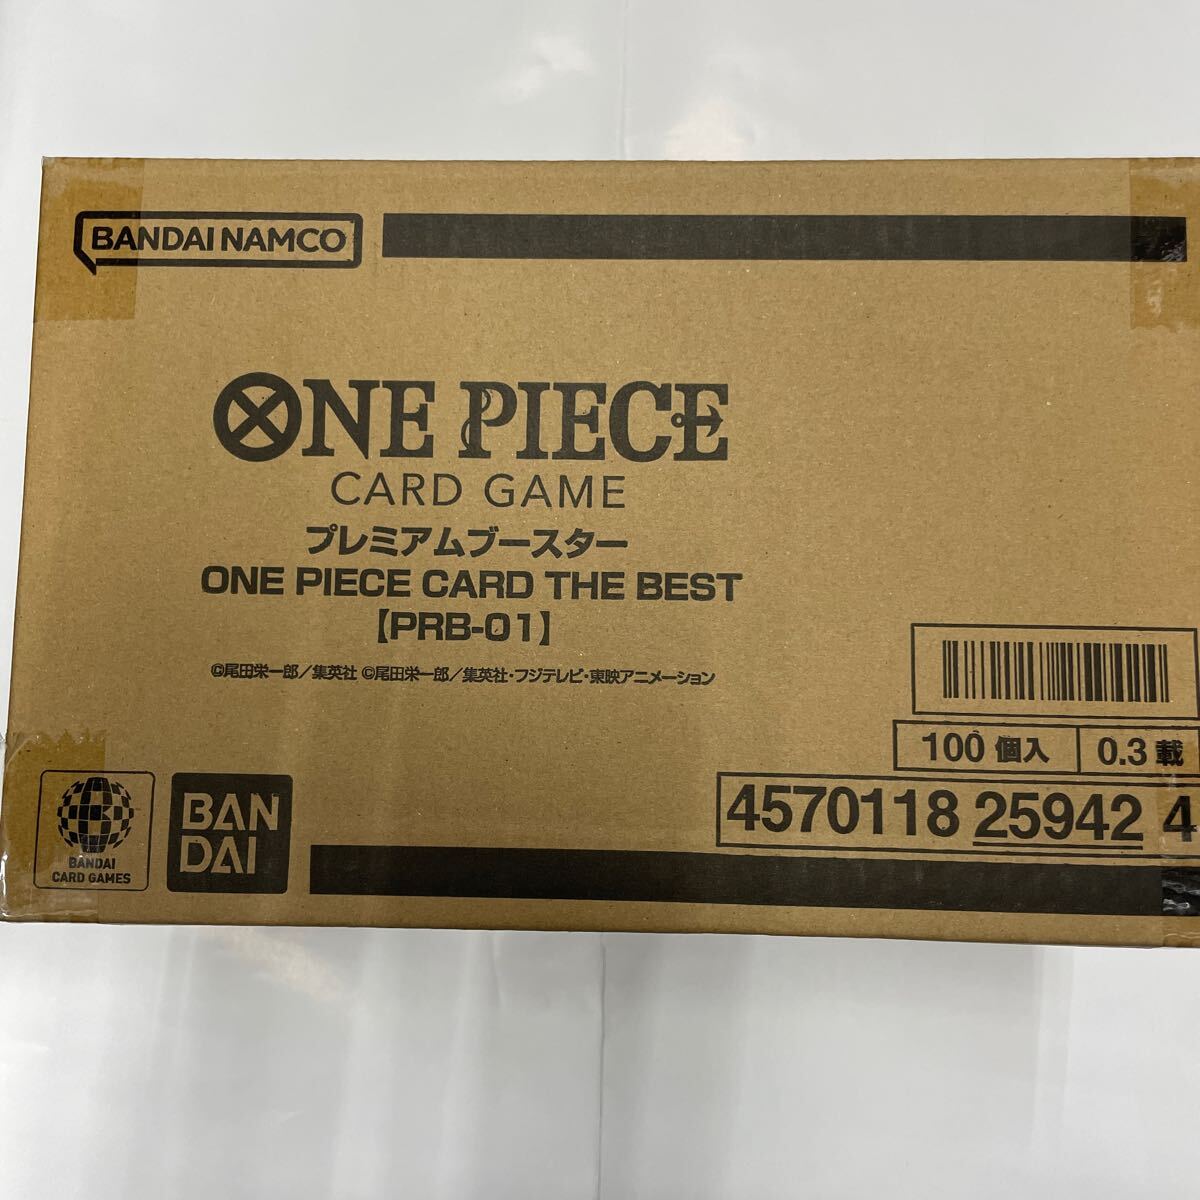 BANDAI NAMCO
ONE PIECE
CARD GAME
プレミアムブースター
ONE PIECE CARD THE BEST
【PRB-01】
©尾田栄一郎／集英社 ©尾田栄一郎／集英社・フジテレビ・東映アニメーション
100 個入 0.3 載
4570118 25942 4
BANDAI
CARD GAMES
BAN
DAI